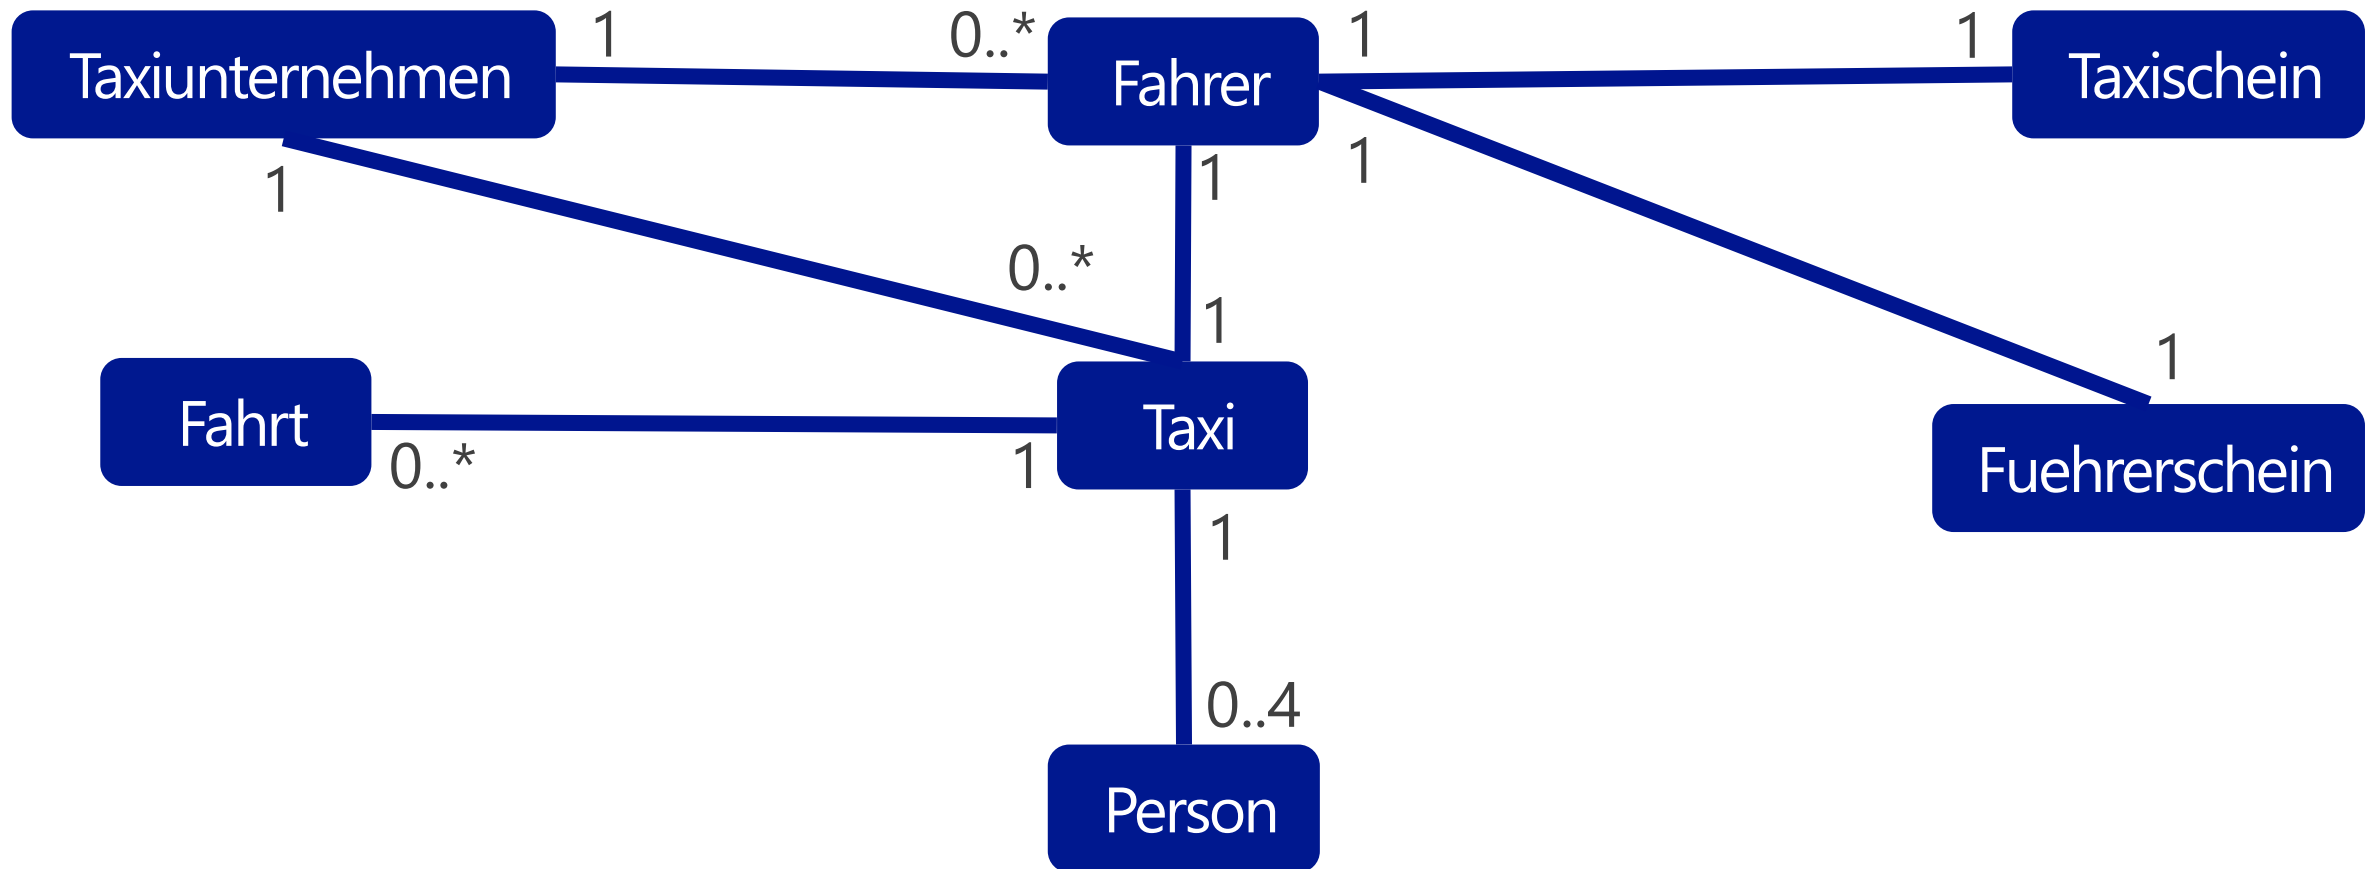 Taxiunternehmen
1
0..*
Fahrer
1
1
Taxischein
1
1
1
0..*
1
1
Fahrt
0..*
1
Taxi
Fuehrerschein
1
0..4
Person